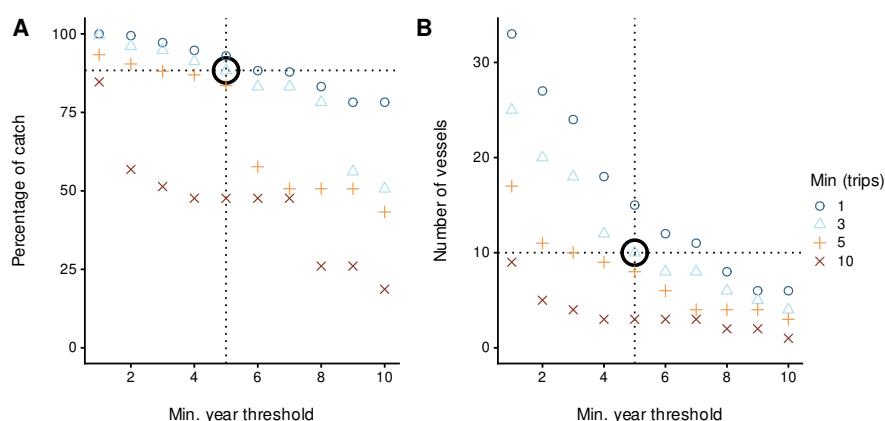 A
Percentage of catch
100
75
50
25
0
2 4 6 8 10
Min. year threshold
B
Number of vessels
30
20
10
0
2 4 6 8 10
Min. year threshold
Min (trips)
1
3
5
10